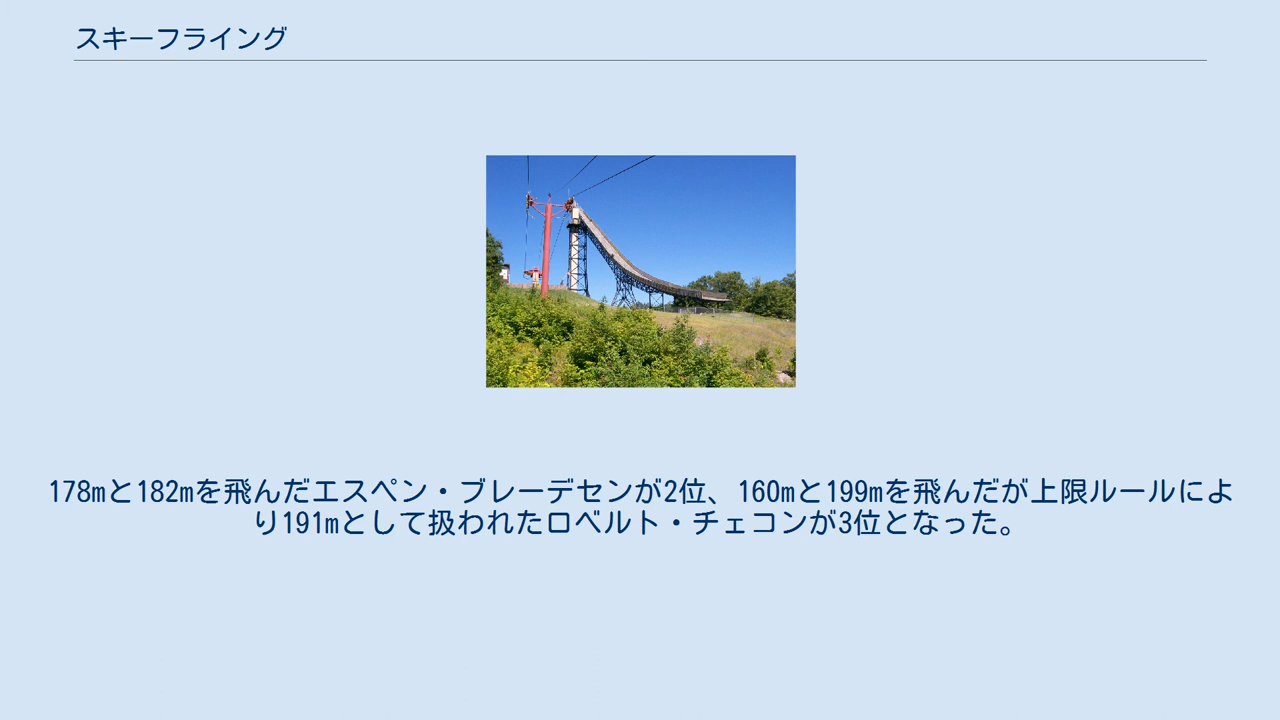 スキーフライング
178mと182mを飛んだエスペン・ブレーデセンが2位、160mと199mを飛んだが上限ルールによ
り191mとして扱われたロベルト・チェコンが3位となった。